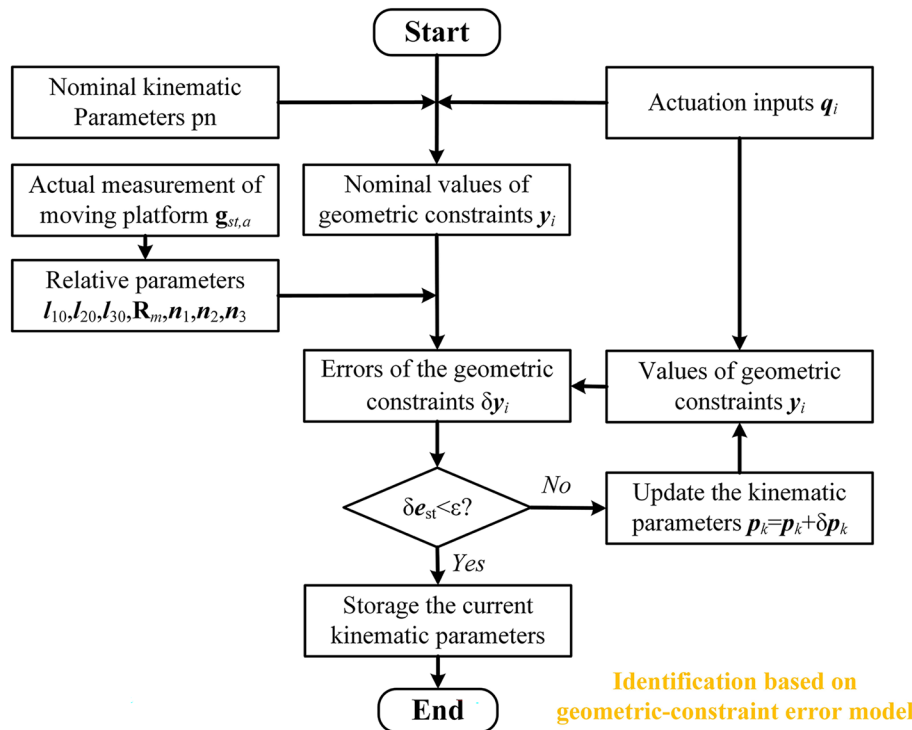 Start
Nominal kinematic
Parameters pn
Actuation inputs qᵢ
Actual measurement of
moving platform gₛₜ,ₐ
Nominal values of
geometric constraints yᵢ
Relative parameters
l₁₀,l₂₀,l₃₀,Rₘ,n₁,n₂,n₃
Errors of the geometric
constraints δyᵢ
Values of geometric
constraints yᵢ
δeₛₜ<ε?
No
Update the kinematic
parameters pₖ=pₖ+δpₖ
Yes
Storage the current
kinematic parameters
End
Identification based on
geometric-constraint error model